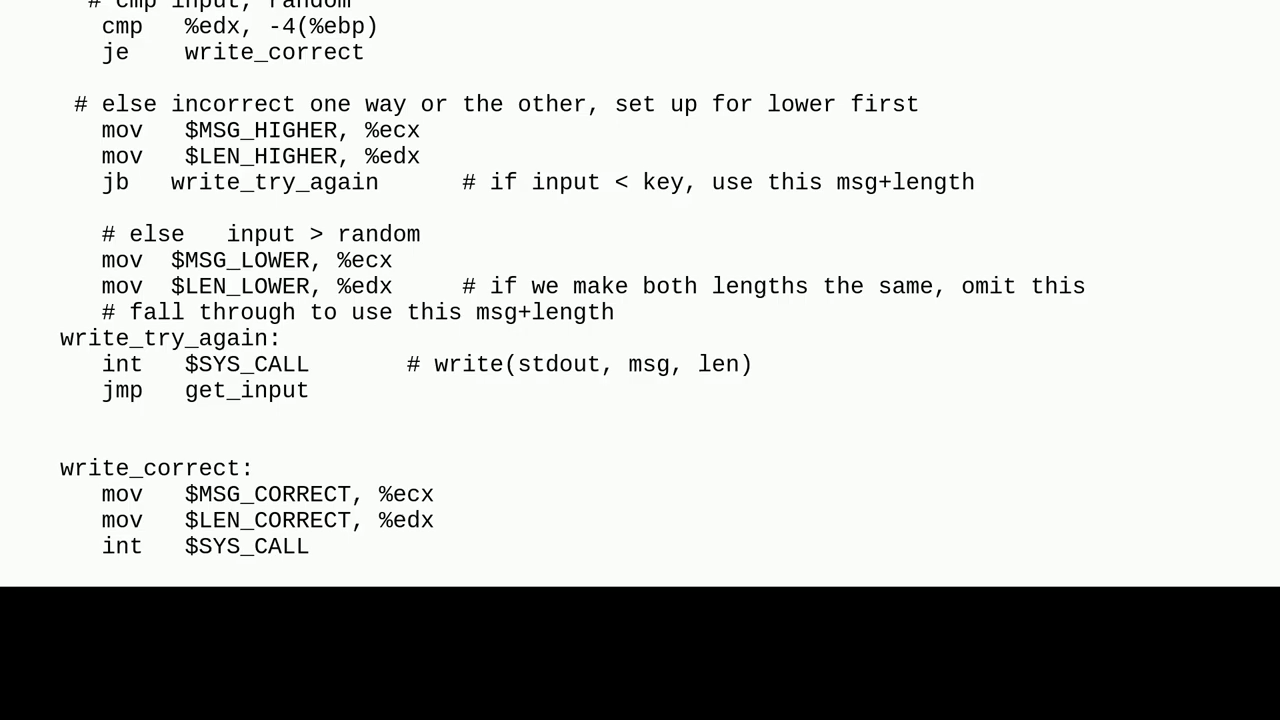 # cmp input, random
cmp %edx, -4(%ebp)
je write_correct
# else incorrect one way or the other, set up for lower first
mov $MSG_HIGHER, %ecx
mov $LEN_HIGHER, %edx
jb write_try_again # if input < key, use this msg+length
# else input > random
mov $MSG_LOWER, %ecx
mov $LEN_LOWER, %edx # if we make both lengths the same, omit this
# fall through to use this msg+length
write_try_again:
int $SYS_CALL # write(stdout, msg, len)
jmp get_input
write_correct:
mov $MSG_CORRECT, %ecx
mov $LEN_CORRECT, %edx
int $SYS_CALL